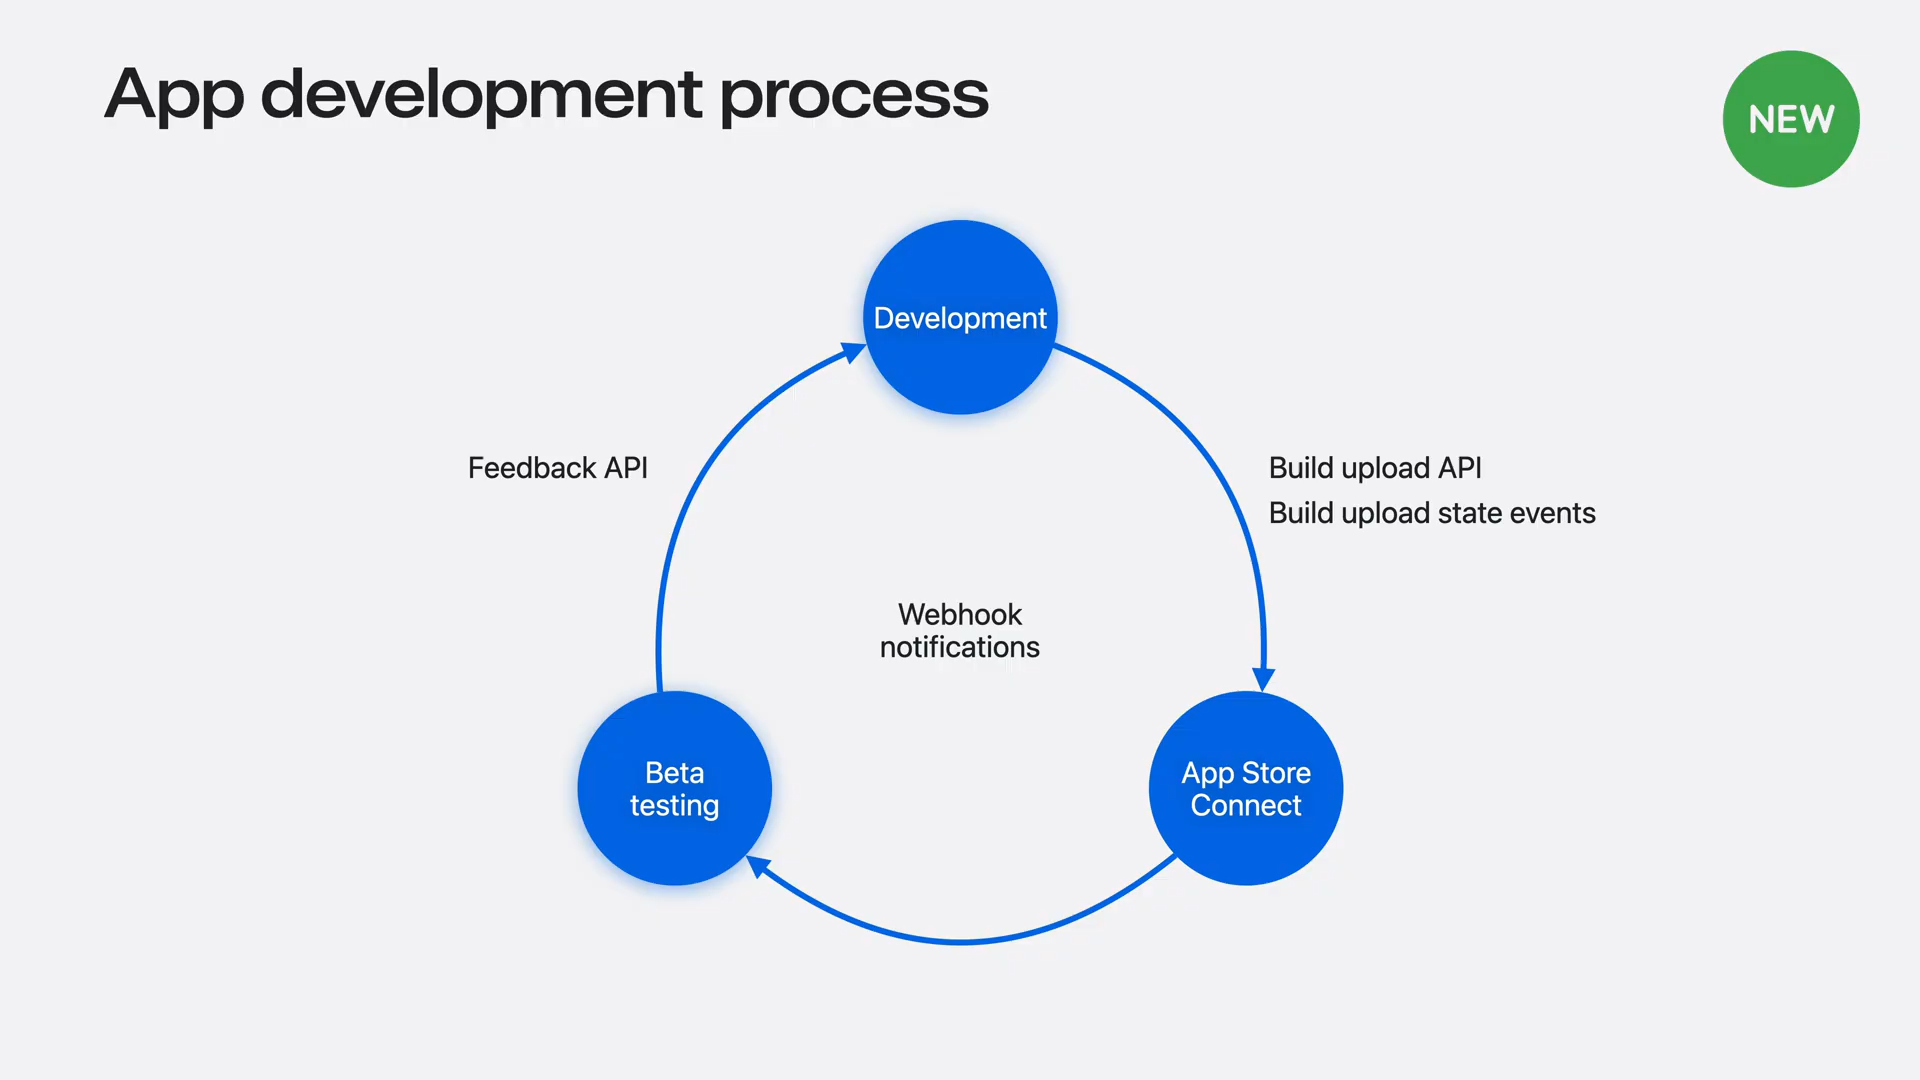 App development process
NEW
Development
Feedback API
Build upload API
Build upload state events
Webhook
notifications
Beta
testing
App Store
Connect